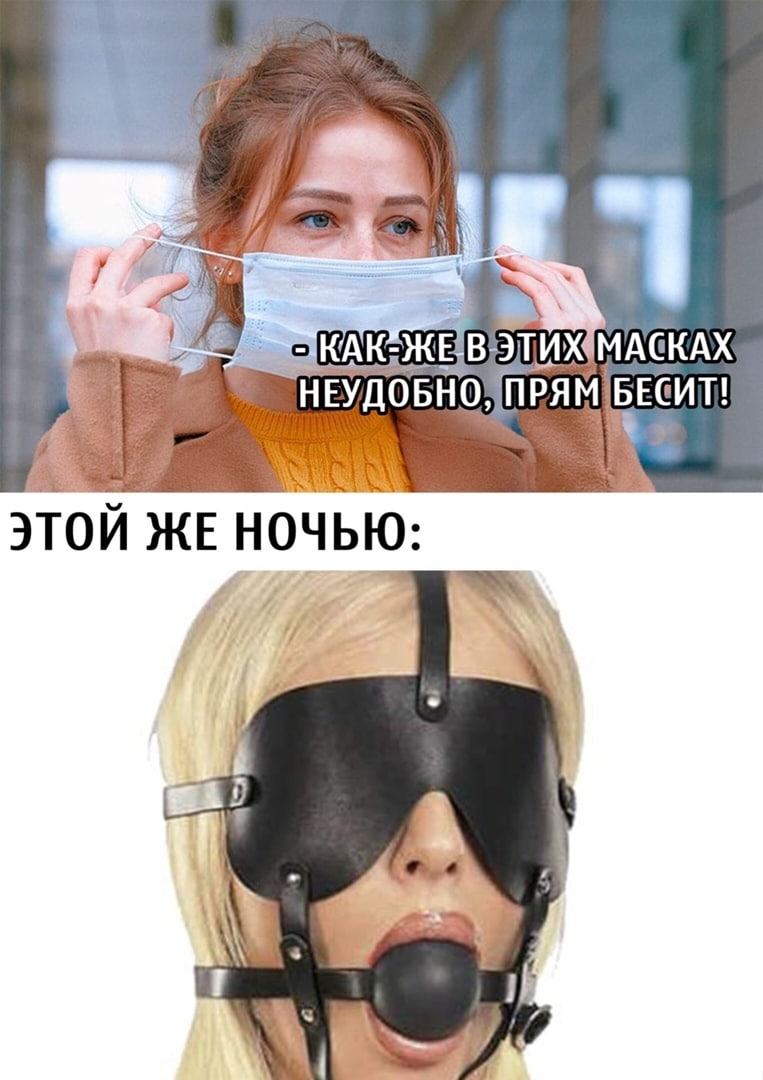 - КАК-ЖЕ В ЭТИХ МАСКАХ
НЕУДОБНО, ПРЯМ БЕСИТ!
ЭТОЙ ЖЕ НОЧЬЮ: